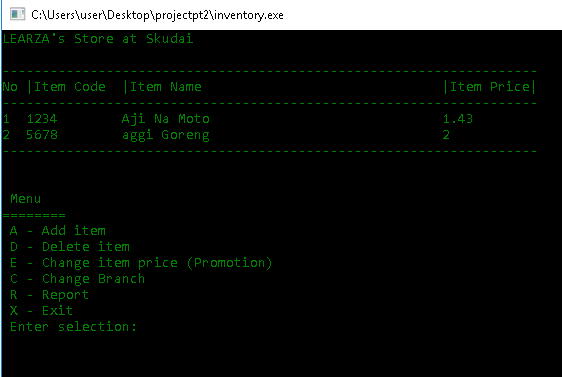 C:\Users\user\Desktop\projectpt2\inventory.exe
LEARZA's Store at Skudai
-------------------------------------------------------------------
No |Item Code  |Item Name                              |Item Price|
-------------------------------------------------------------------
1  1234        Aji Na Moto                             1.43
2  5678        aggi Goreng                             2
-------------------------------------------------------------------
Menu
========
A - Add item
D - Delete item
E - Change item price (Promotion)
C - Change Branch
R - Report
X - Exit
Enter selection: